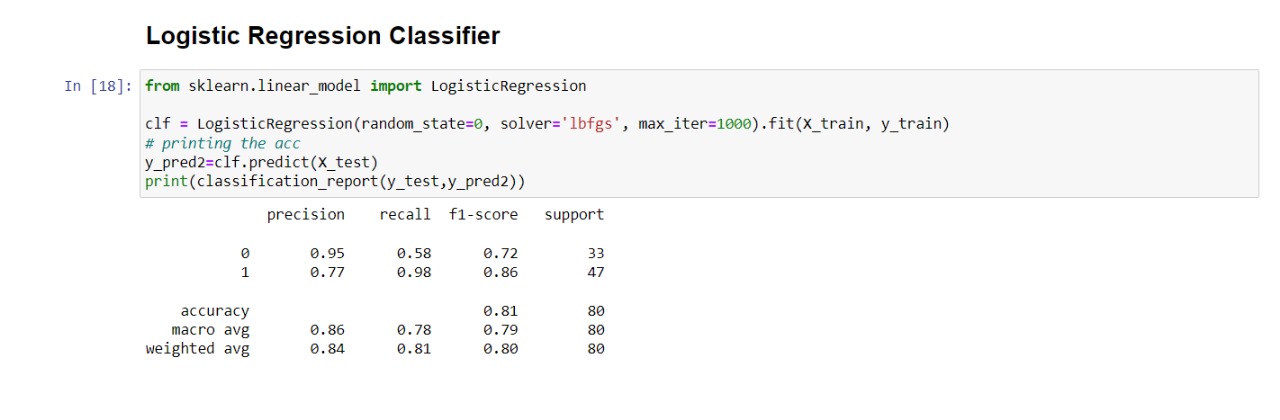 Logistic Regression Classifier
In [18]: from sklearn.linear_model import LogisticRegression
clf = LogisticRegression(random_state=0, solver='lbfgs', max_iter=1000).fit(X_train, y_train)
# printing the acc
y_pred2=clf.predict(X_test)
print(classification_report(y_test,y_pred2))
precision recall f1-score support
0 0.95 0.58 0.72 33
1 0.77 0.98 0.86 47
accuracy 0.81 80
macro avg 0.86 0.78 0.79 80
weighted avg 0.84 0.81 0.80 80